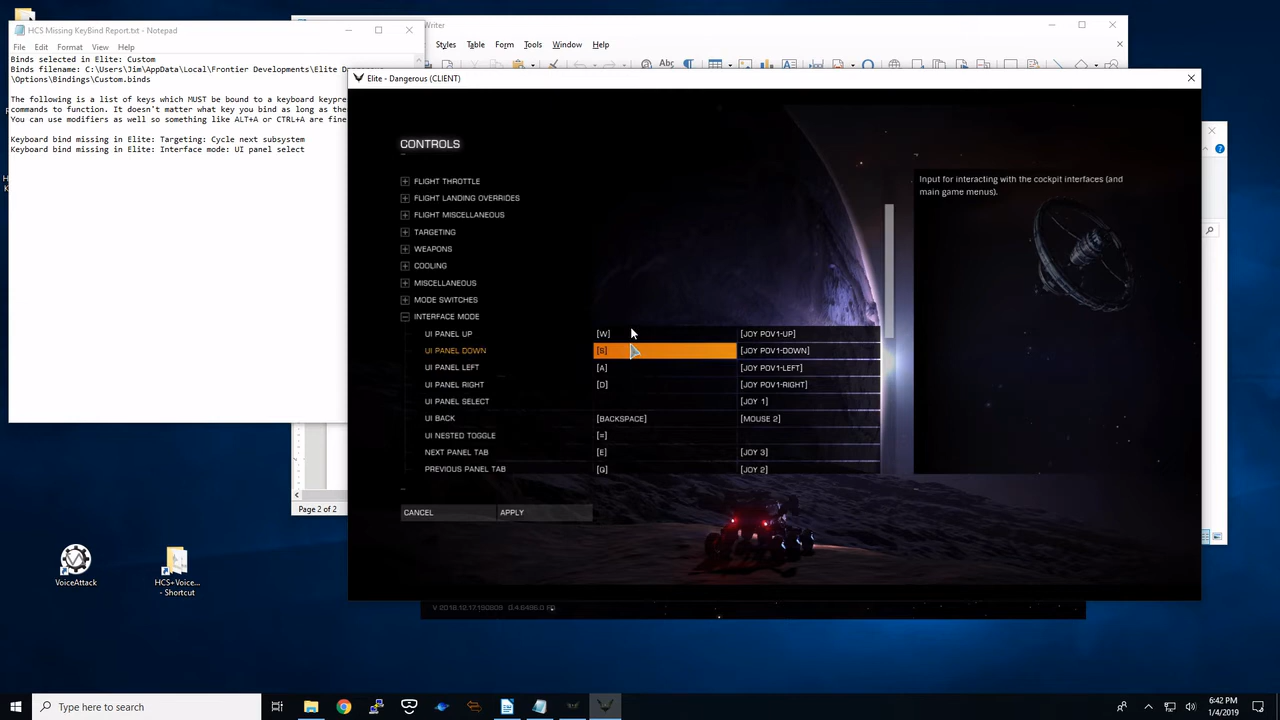 HCS Missing KeyBind Report.txt - Notepad
File Edit Format View Help
Binds selected in Elite: Custom
Binds filename: C:\Users\Jim\AppData\Local\Frontier Developments\Elite Dangerous
\Options\Bindings\Custom.binds
The following is a list of keys which MUST be bound to a keyboard keypre
commands to function. It doesn't matter what key you bind as long as the
You can use modifiers as well so something like ALT+A or CTRL+A are fine
Keyboard bind missing in Elite: Targeting: Cycle next subsystem
Keyboard bind missing in Elite: Interface mode: UI panel select
Writer
Styles Table Form Tools Window Help
Elite - Dangerous (CLIENT)
CONTROLS
FLIGHT THROTTLE
FLIGHT LANDING OVERRIDES
FLIGHT MISCELLANEOUS
TARGETING
WEAPONS
COOLING
MISCELLANEOUS
MODE SWITCHES
INTERFACE MODE
UI PANEL UP [W] [JOY POV1-UP]
UI PANEL DOWN [S] [JOY POV1-DOWN]
UI PANEL LEFT [A] [JOY POV1-LEFT]
UI PANEL RIGHT [D] [JOY POV1-RIGHT]
UI PANEL SELECT [JOY 1]
UI BACK [BACKSPACE] [MOUSE 2]
UI NESTED TOGGLE [=]
NEXT PANEL TAB [E] [JOY 3]
PREVIOUS PANEL TAB [Q] [JOY 2]
CANCEL APPLY
Input for interacting with the cockpit interfaces (and
main game menus).
Page 2 of 2
VoiceAttack
HCS+Voice...
- Shortcut
Type here to search
6:42 PM
1/4/2019